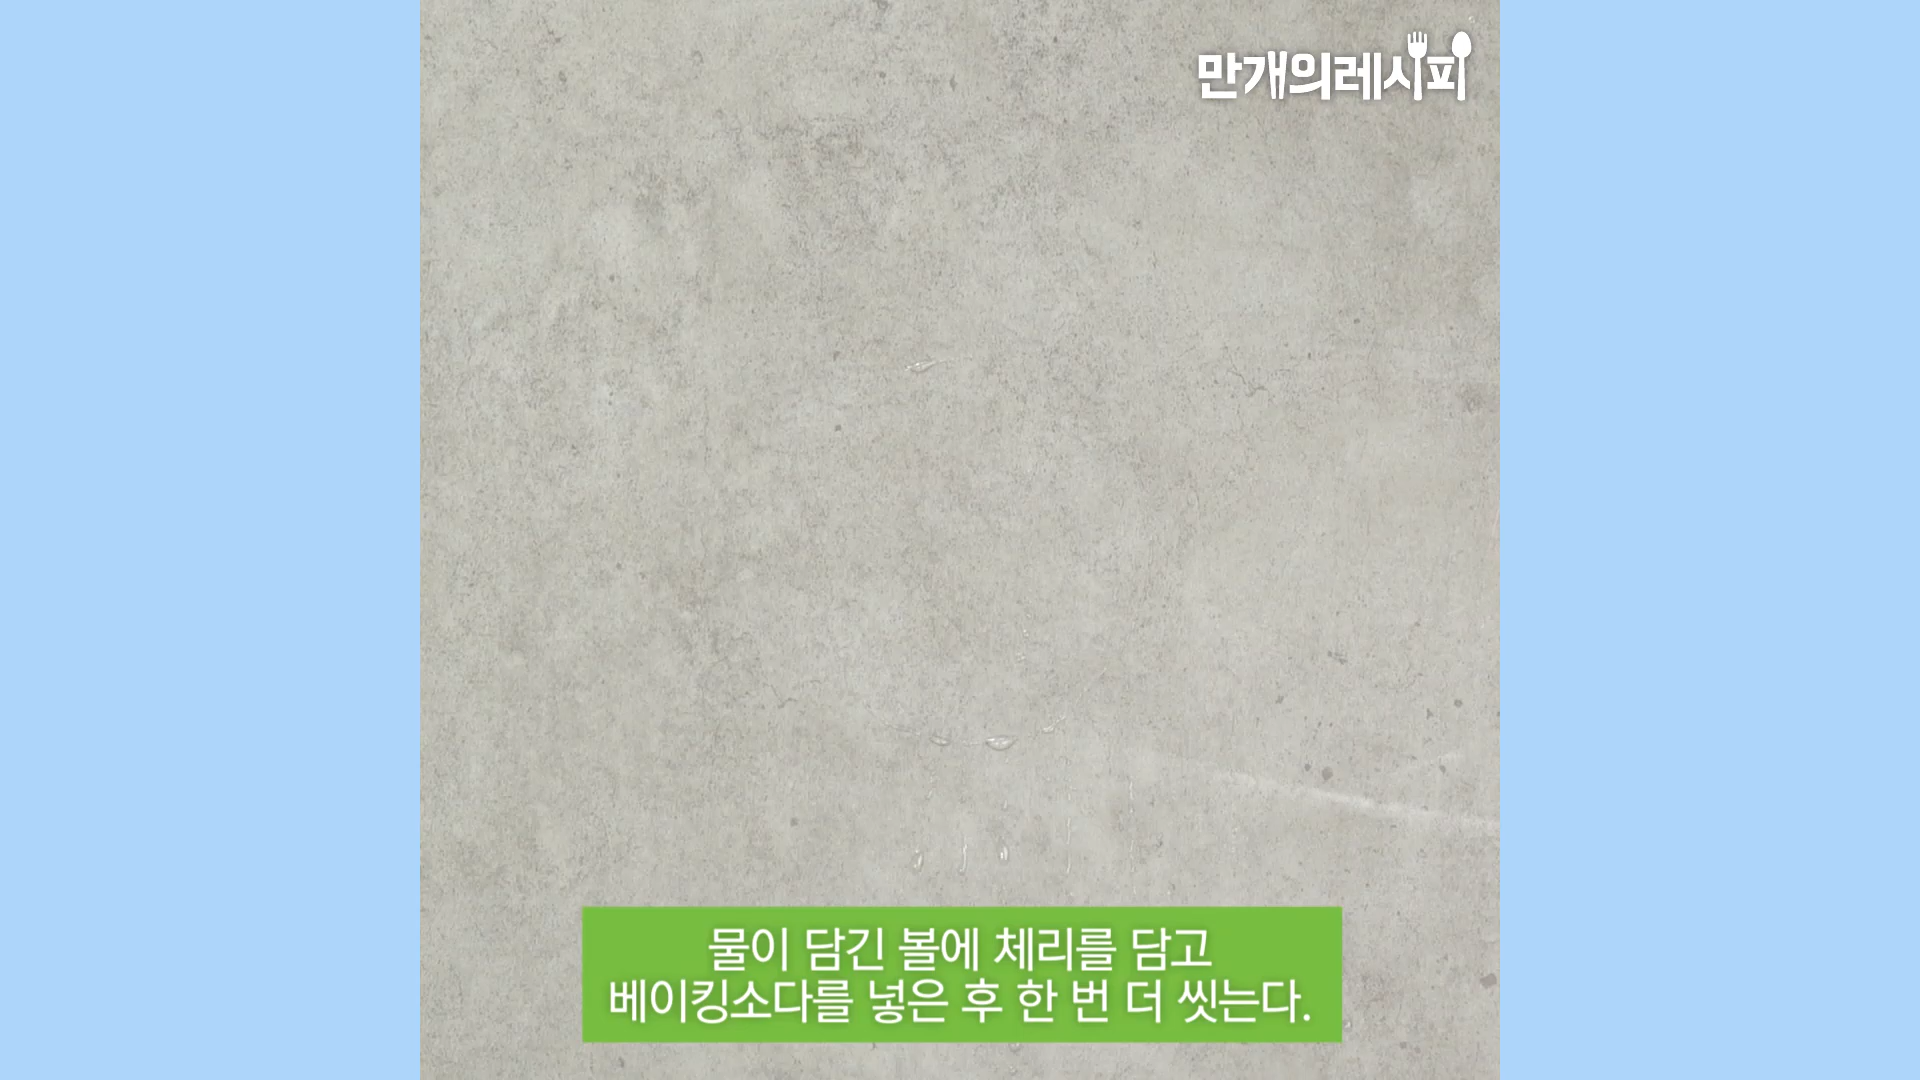 만개의레시피
물이 담긴 볼에 체리를 담고
베이킹소다를 넣은 후 한 번 더 씻는다.